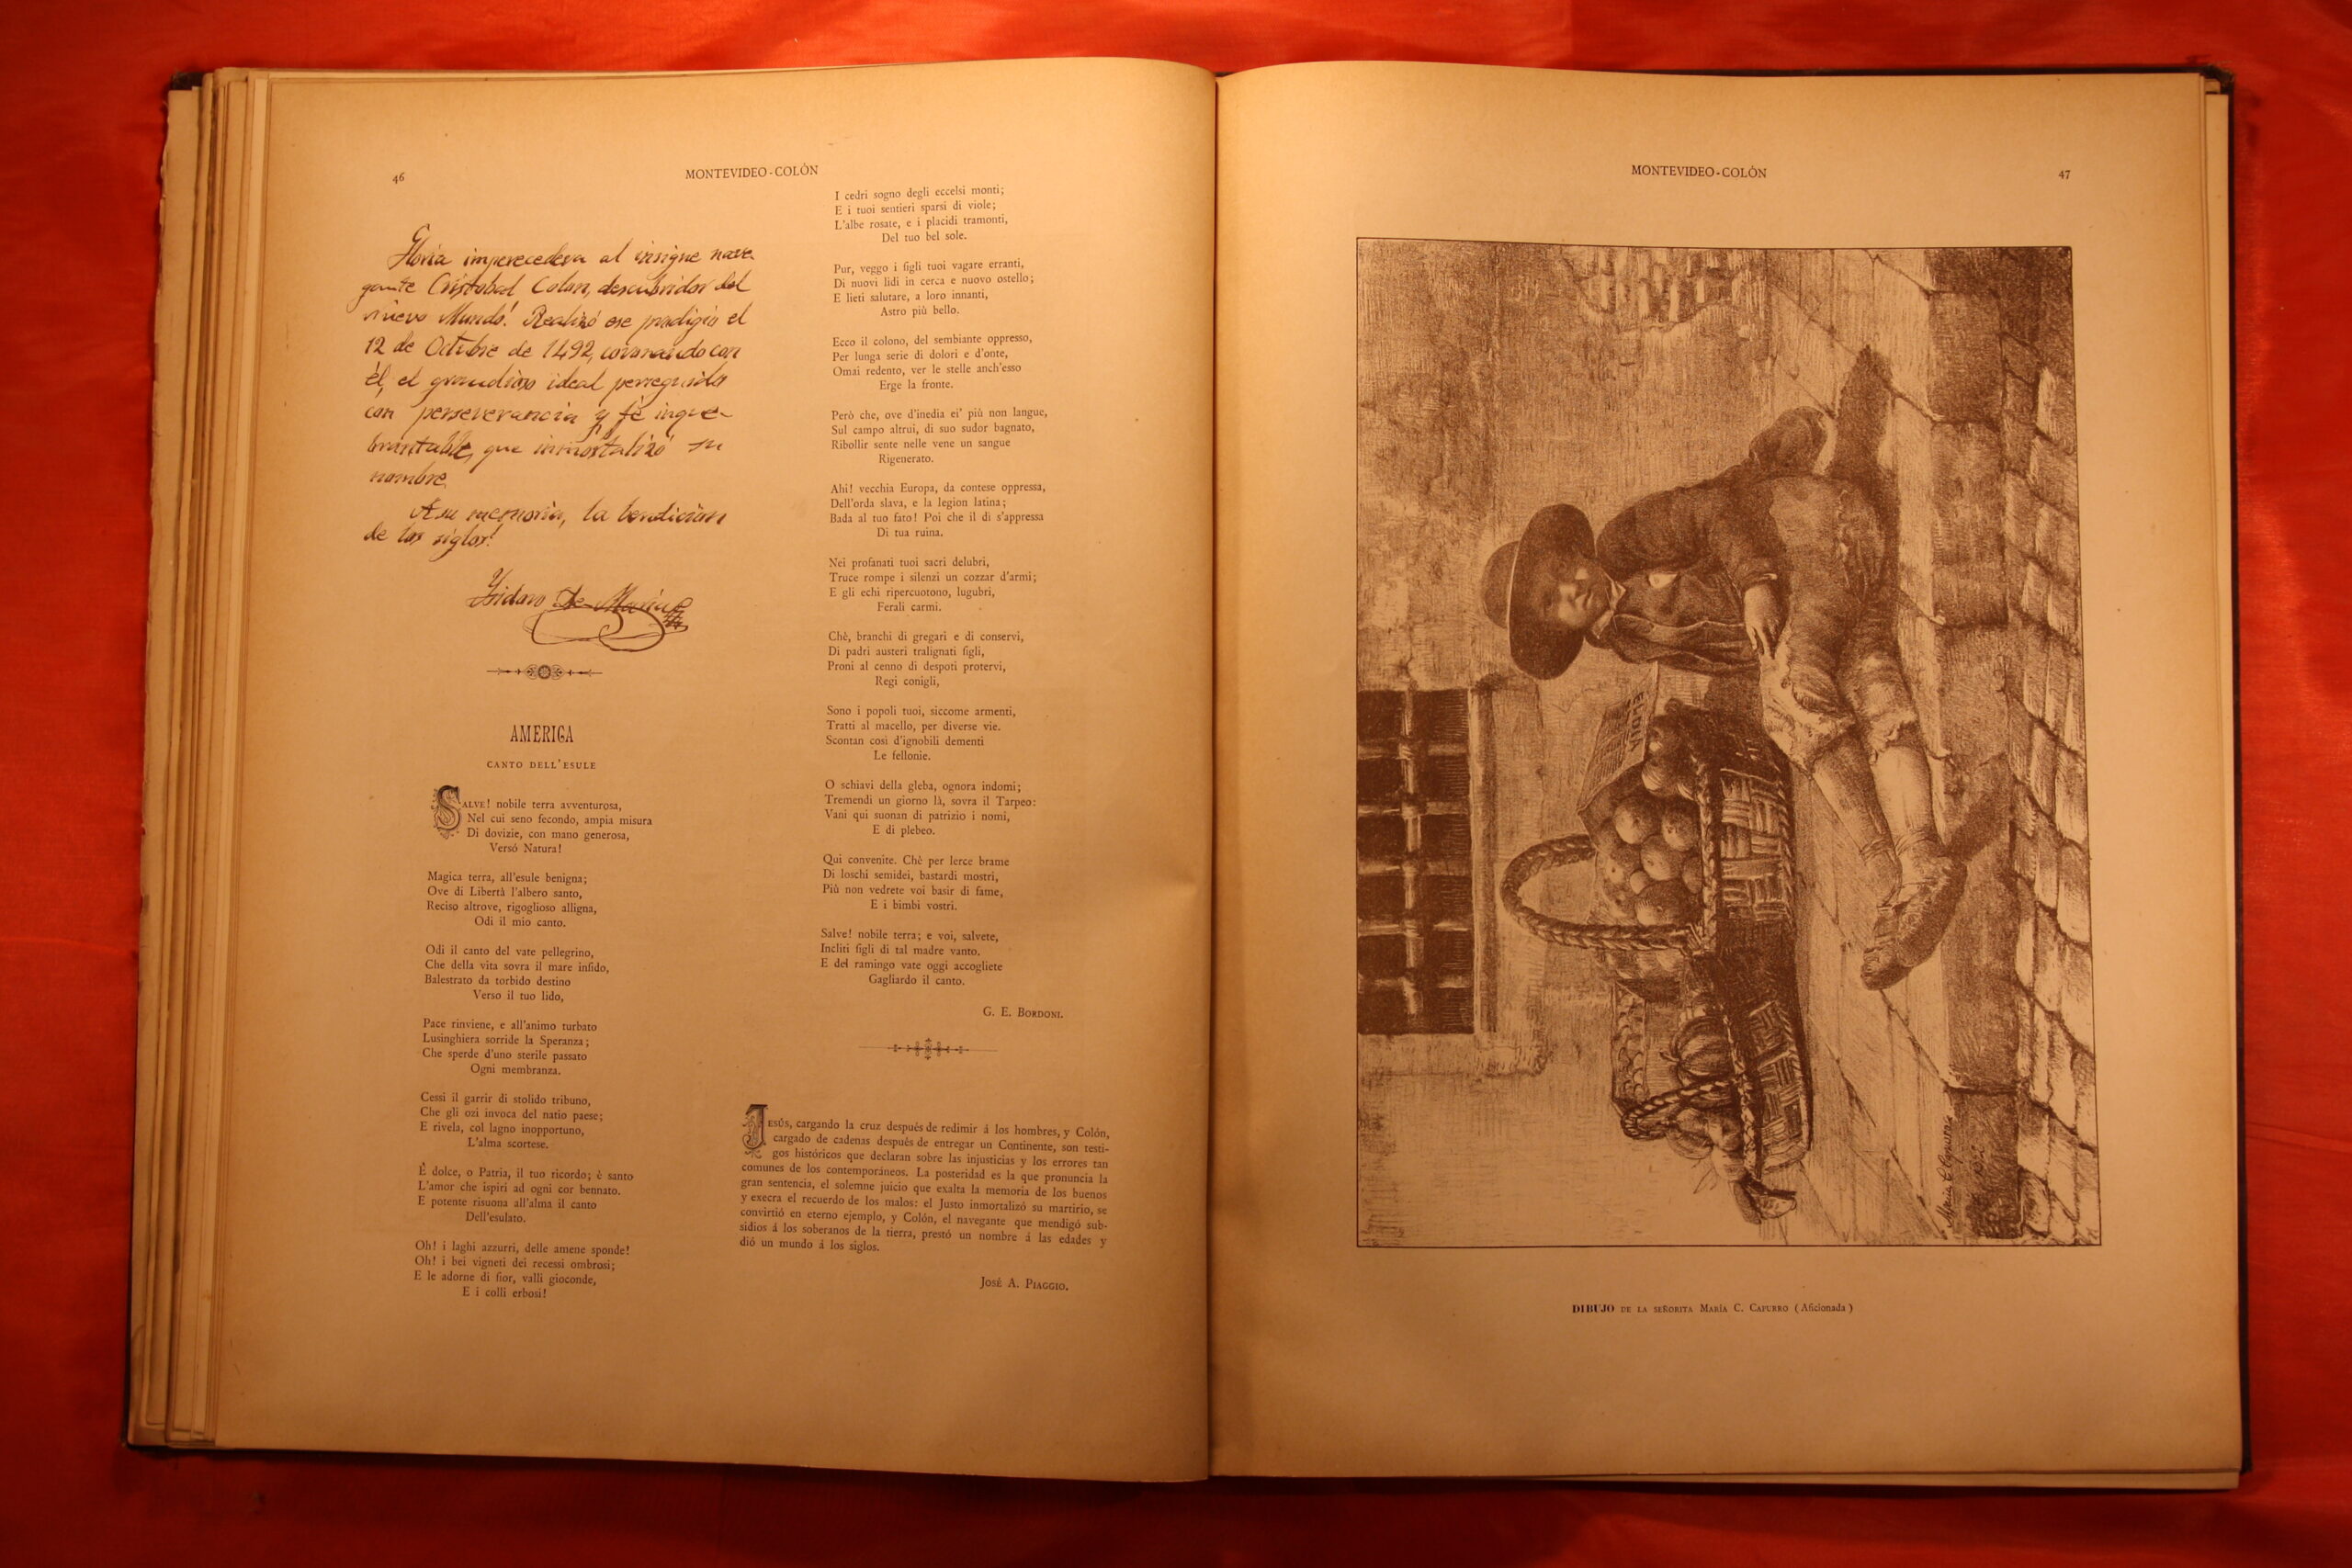 46
MONTEVIDEO-COLÓN
Gloria imperecedera al insigne nave-
gante Cristobal Colon, descubridor del
nuevo Mundo! Realizó ese prodigio el
12 de Octubre de 1492, coronando con
él, el grandioso ideal perseguido
con perseverancia y fé inque-
brantable, que inmortalizó su
nombre.
A su memoria, la bendicion
de los siglos!
Isidoro De-Maria
AMERICA
CANTO DELL'ESULE
SALVE! nobile terra avventurosa,
Nel cui seno fecondo, ampia misura
Di dovizie, con mano generosa,
Versó Natura!
Magica terra, all'esule benigna;
Ove di Libertà l'albero santo,
Reciso altrove, rigoglioso alligna,
Odi il mio canto.
Odi il canto del vate pellegrino,
Che della vita sovra il mare infido,
Balestrato da torbido destino
Verso il tuo lido,
Pace rinviene, e all'animo turbato
Lusinghiera sorride la Speranza;
Che sperde d'uno sterile passato
Ogni membranza.
Cessi il garrir di stolido tribuno,
Che gli ozi invoca del natio paese;
E rivela, col lagno inopportuno,
L'alma scortese.
È dolce, o Patria, il tuo ricordo; è santo
L'amor che ispiri ad ogni cor bennato.
E potente risuona all'alma il canto
Dell'esulato.
Oh! i laghi azzurri, delle amene sponde!
Oh! i bei vigneti dei recessi ombrosi;
E le adorne di fior, valli gioconde,
E i colli erbosi!
I cedri sogno degli eccelsi monti;
E i tuoi sentieri sparsi di viole;
L'albe rosate, e i placidi tramonti,
Del tuo bel sole.
Pur, veggo i figli tuoi vagare erranti,
Di nuovi lidi in cerca e nuovo ostello;
E lieti salutare, a loro innanti,
Astro più bello.
Ecco il colono, del sembiante oppresso,
Per lunga serie di dolori e d'onte,
Omai redento, ver le stelle anch'esso
Erge la fronte.
Però che, ove d'inedia ei' più non langue,
Sul campo altrui, di suo sudor bagnato,
Ribollir sente nelle vene un sangue
Rigenerato.
Ahi! vecchia Europa, da contese oppressa,
Dell'orda slava, e la legion latina;
Bada al tuo fato! Poi che il di s'appressa
Di tua ruina.
Nei profanati tuoi sacri delubri,
Truce rompe i silenzi un cozzar d'armi;
E gli echi ripercuotono, lugubri,
Ferali carmi.
Chè, branchi di gregari e di conservi,
Di padri austeri tralignati figli,
Proni al cenno di despoti protervi,
Regi conigli,
Sono i popoli tuoi, siccome armenti,
Tratti al macello, per diverse vie.
Scontan così d'ignobili dementi
Le fellonie.
O schiavi della gleba, ognora indomi;
Tremendi un giorno là, sovra il Tarpeo:
Vani qui suonan di patrizio i nomi,
E di plebeo.
Qui convenite. Chè per lerce brame
Di loschi semidei, bastardi mostri,
Più non vedrete voi basir di fame,
E i bimbi vostri.
Salve! nobile terra; e voi, salvete,
Incliti figli di tal madre vanto.
E del ramingo vate oggi accogliete
Gagliardo il canto.
G. E. BORDONI.
JESÚS, cargando la cruz después de redimir á los hombres, y Colón,
cargado de cadenas después de entregar un Continente, son testi-
gos históricos que declaran sobre las injusticias y los errores tan
comunes de los contemporáneos. La posteridad es la que pronuncia la
gran sentencia, el solemne juicio que exalta la memoria de los buenos
y execra el recuerdo de los malos: el Justo inmortalizó su martirio, se
convirtió en eterno ejemplo, y Colón, el navegante que mendigó sub-
sidios á los soberanos de la tierra, prestó un nombre á las edades y
dió un mundo á los siglos.
JOSÉ A. PIAGGIO.
MONTEVIDEO-COLÓN
47
EL DIA
Maria C. Capurro
DIBUJO DE LA SEÑORITA MARÍA C. CAPURRO (Aficionada)